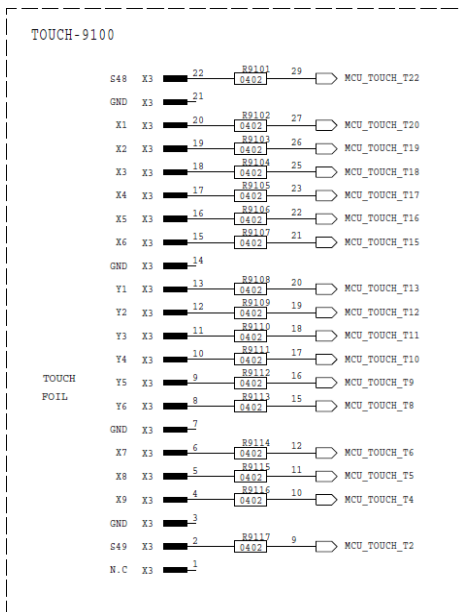 TOUCH-9100
S48 X3 22 R9101 0402 29 MCU_TOUCH_T22
GND X3 21
X1 X3 20 R9102 0402 27 MCU_TOUCH_T20
X2 X3 19 R9103 0402 26 MCU_TOUCH_T19
X3 X3 18 R9104 0402 25 MCU_TOUCH_T18
X4 X3 17 R9105 0402 23 MCU_TOUCH_T17
X5 X3 16 R9106 0402 22 MCU_TOUCH_T16
X6 X3 15 R9107 0402 21 MCU_TOUCH_T15
GND X3 14
Y1 X3 13 R9108 0402 20 MCU_TOUCH_T13
Y2 X3 12 R9109 0402 19 MCU_TOUCH_T12
Y3 X3 11 R9110 0402 18 MCU_TOUCH_T11
Y4 X3 10 R9111 0402 17 MCU_TOUCH_T10
TOUCH
FOIL
Y5 X3 9 R9112 0402 16 MCU_TOUCH_T9
Y6 X3 8 R9113 0402 15 MCU_TOUCH_T8
GND X3 7
X7 X3 6 R9114 0402 12 MCU_TOUCH_T6
X8 X3 5 R9115 0402 11 MCU_TOUCH_T5
X9 X3 4 R9116 0402 10 MCU_TOUCH_T4
GND X3 3
S49 X3 2 R9117 0402 9 MCU_TOUCH_T2
N.C X3 1